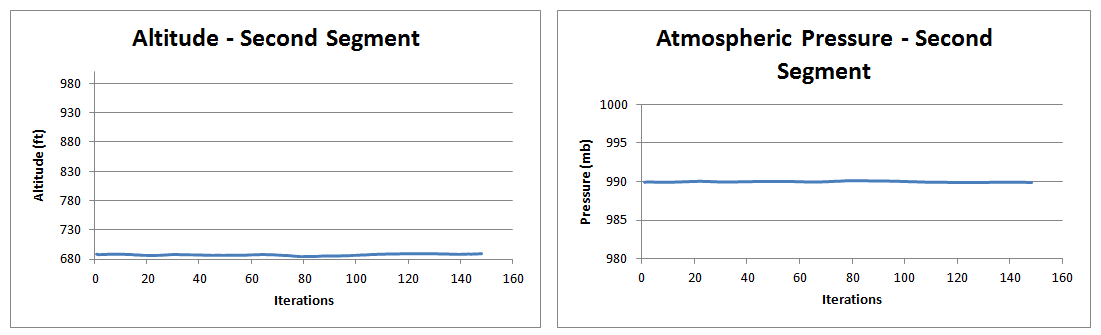 Altitude - Second Segment
980
930
880
830
780
730
680
Altitude (ft)
0 20 40 60 80 100 120 140 160
Iterations
Atmospheric Pressure - Second
Segment
1000
995
990
985
980
Pressure (mb)
0 20 40 60 80 100 120 140 160
Iterations